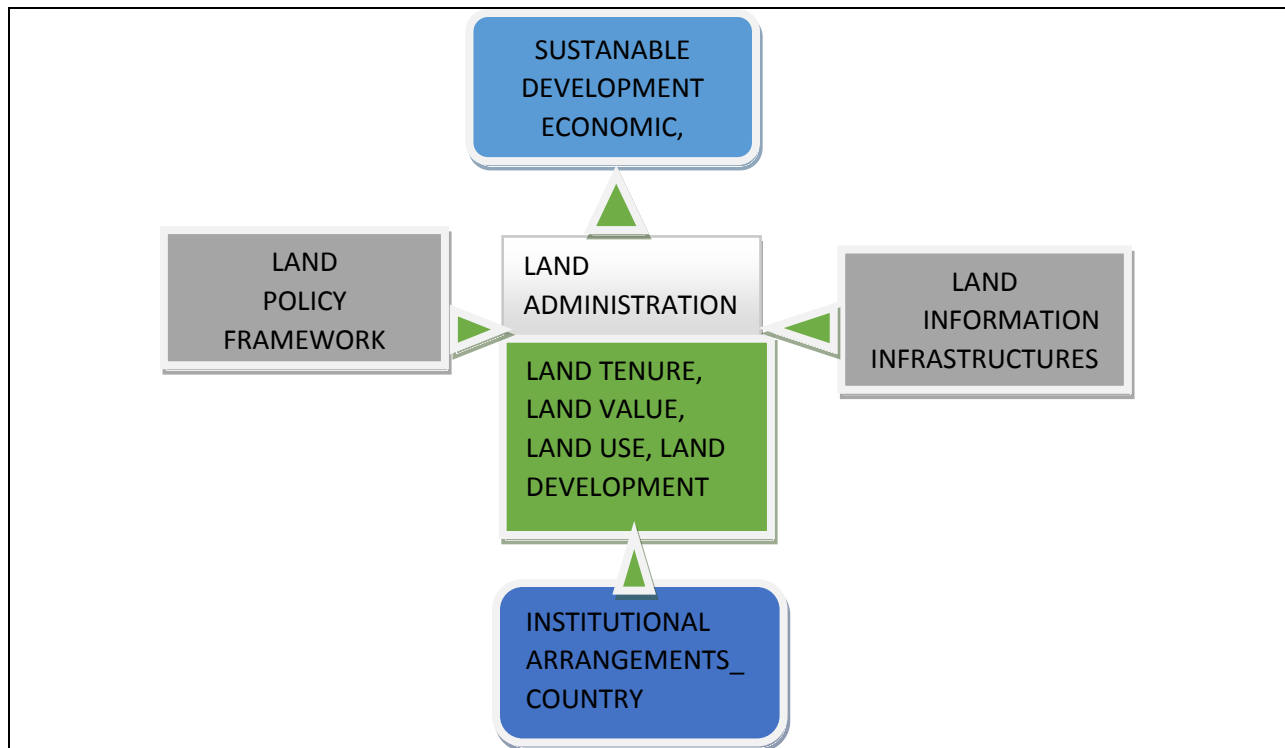 SUSTANABLE
DEVELOPMENT
ECONOMIC,
LAND
POLICY
FRAMEWORK
LAND
ADMINISTRATION
LAND
INFORMATION
INFRASTRUCTURES
LAND TENURE,
LAND VALUE,
LAND USE, LAND
DEVELOPMENT
INSTITUTIONAL
ARRANGEMENTS_
COUNTRY